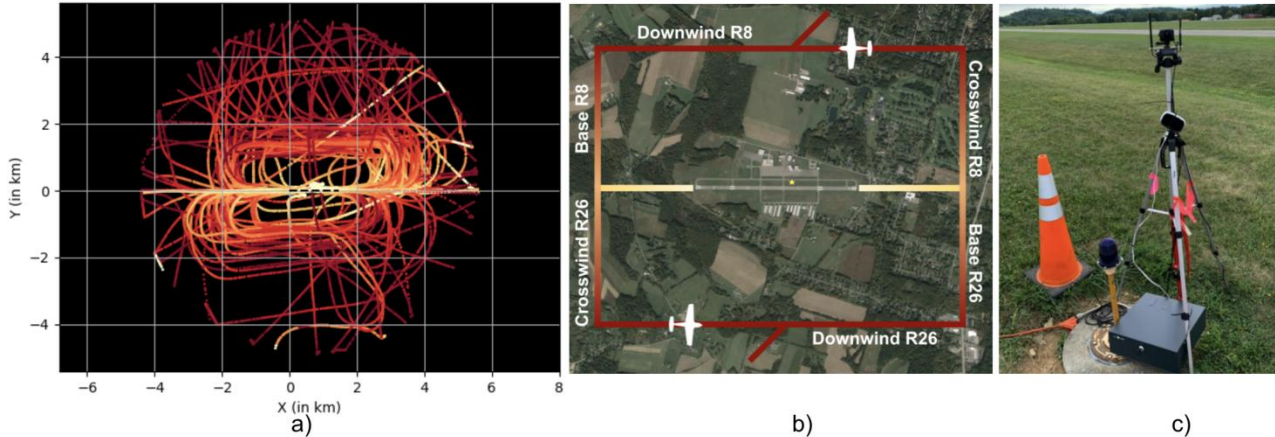 4
2
0
−2
−4
Y (in km)
−6
−4
−2
0
2
4
6
8
X (in km)
a)
Downwind R8
Base R8
Crosswind R8
Crosswind R26
Base R26
Downwind R26
b)
c)